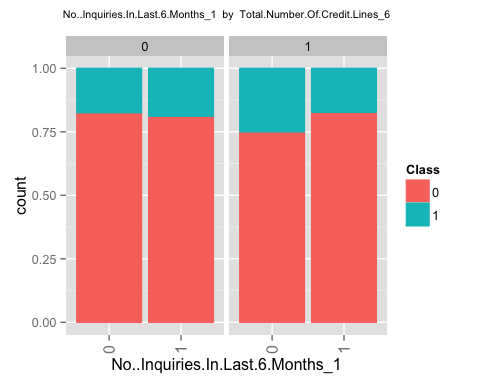 No..Inquiries.In.Last.6.Months_1 by Total.Number.Of.Credit.Lines_6
0 1
1.00
0.75
0.50
0.25
0.00
count
0 1 0 1
No..Inquiries.In.Last.6.Months_1
Class
0
1